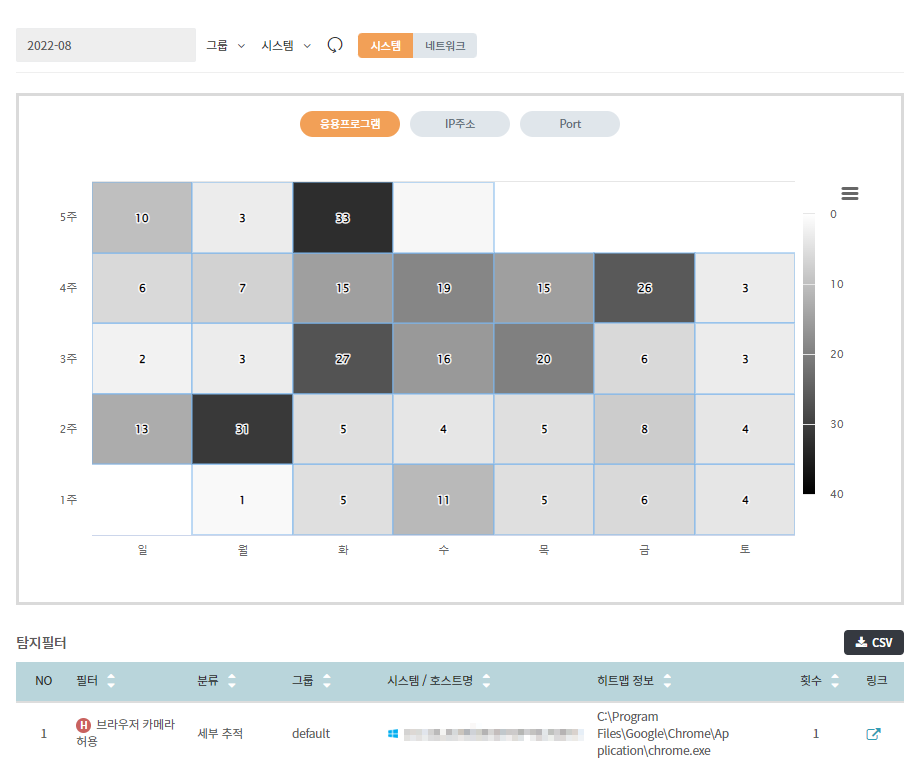 2022-08 그룹 시스템 시스템 네트워크
응용프로그램 IP주소 Port
5주 10 3 33
0
4주 6 7 15 19 15 26 3
10
3주 2 3 27 16 20 6 3
20
2주 13 31 5 4 5 8 4
30
1주 1 5 11 5 6 4
40
일 월 화 수 목 금 토
탐지필터 CSV
NO 필터 분류 그룹 시스템 / 호스트명 히트맵 정보 횟수 링크
1 H 브라우저 카메라
허용
세부 추적 default
C:\Program
Files\Google\Chrome\Ap
plication\chrome.exe
1